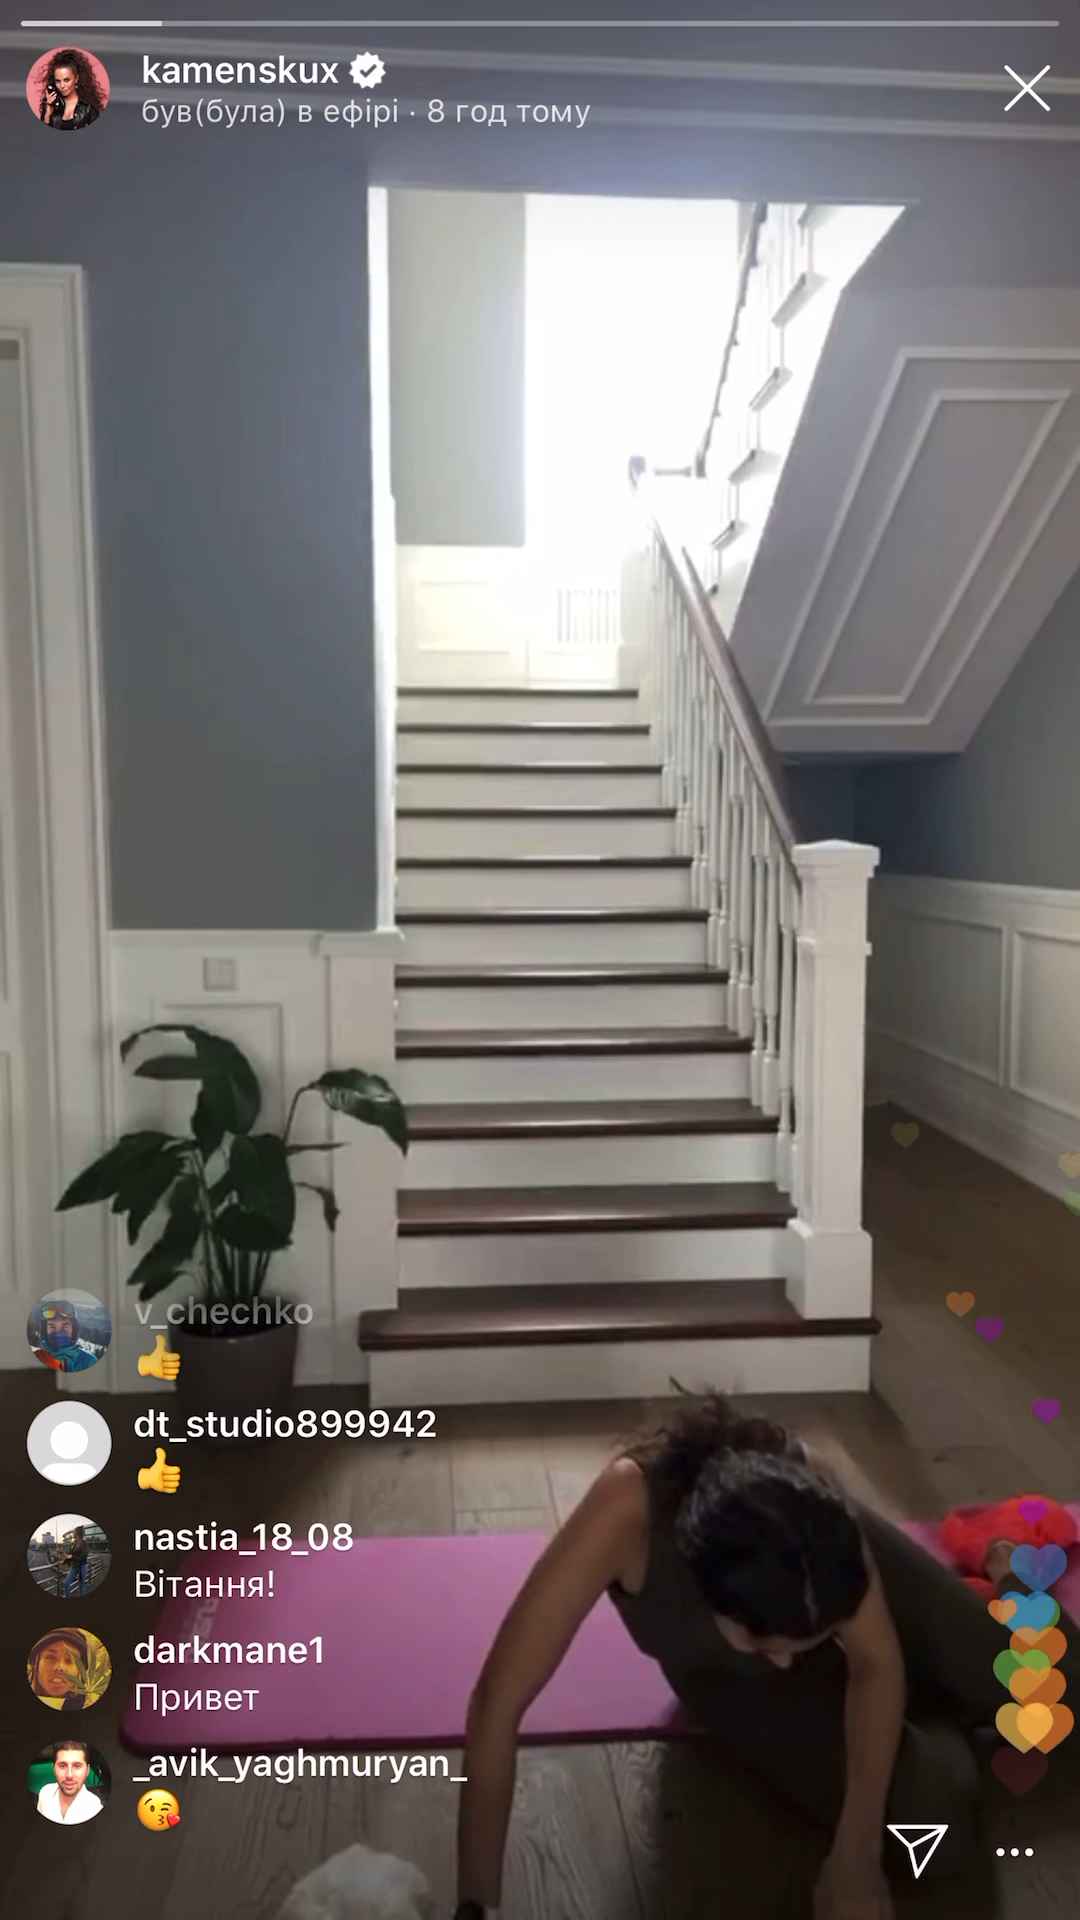 kamenskux
був(була) в ефірі · 8 год тому
v_chechko
👍
dt_studio899942
👍
nastia_18_08
Вітання!
darkmane1
Привет
_avik_yaghmuryan_
😘